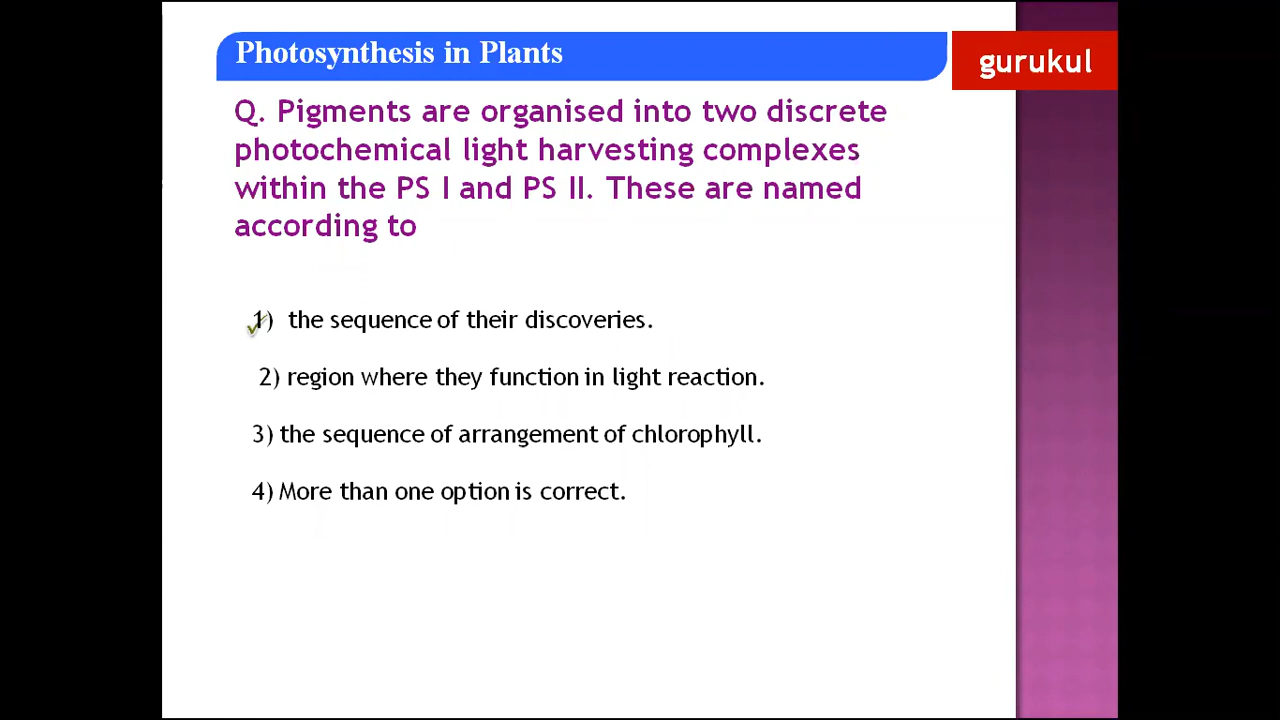 Photosynthesis in Plants
gurukul
Q. Pigments are organised into two discrete
photochemical light harvesting complexes
within the PS I and PS II. These are named
according to
1) the sequence of their discoveries.
2) region where they function in light reaction.
3) the sequence of arrangement of chlorophyll.
4) More than one option is correct.